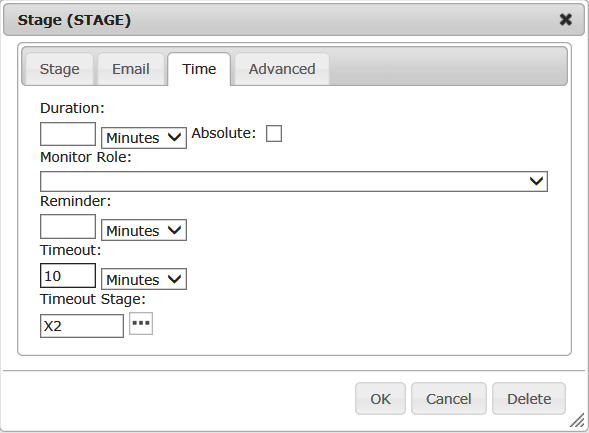 Stage (STAGE)
Stage Email Time Advanced
Duration:
Minutes Absolute:
Monitor Role:
Reminder:
Minutes
Timeout:
10 Minutes
Timeout Stage:
X2
OK Cancel Delete